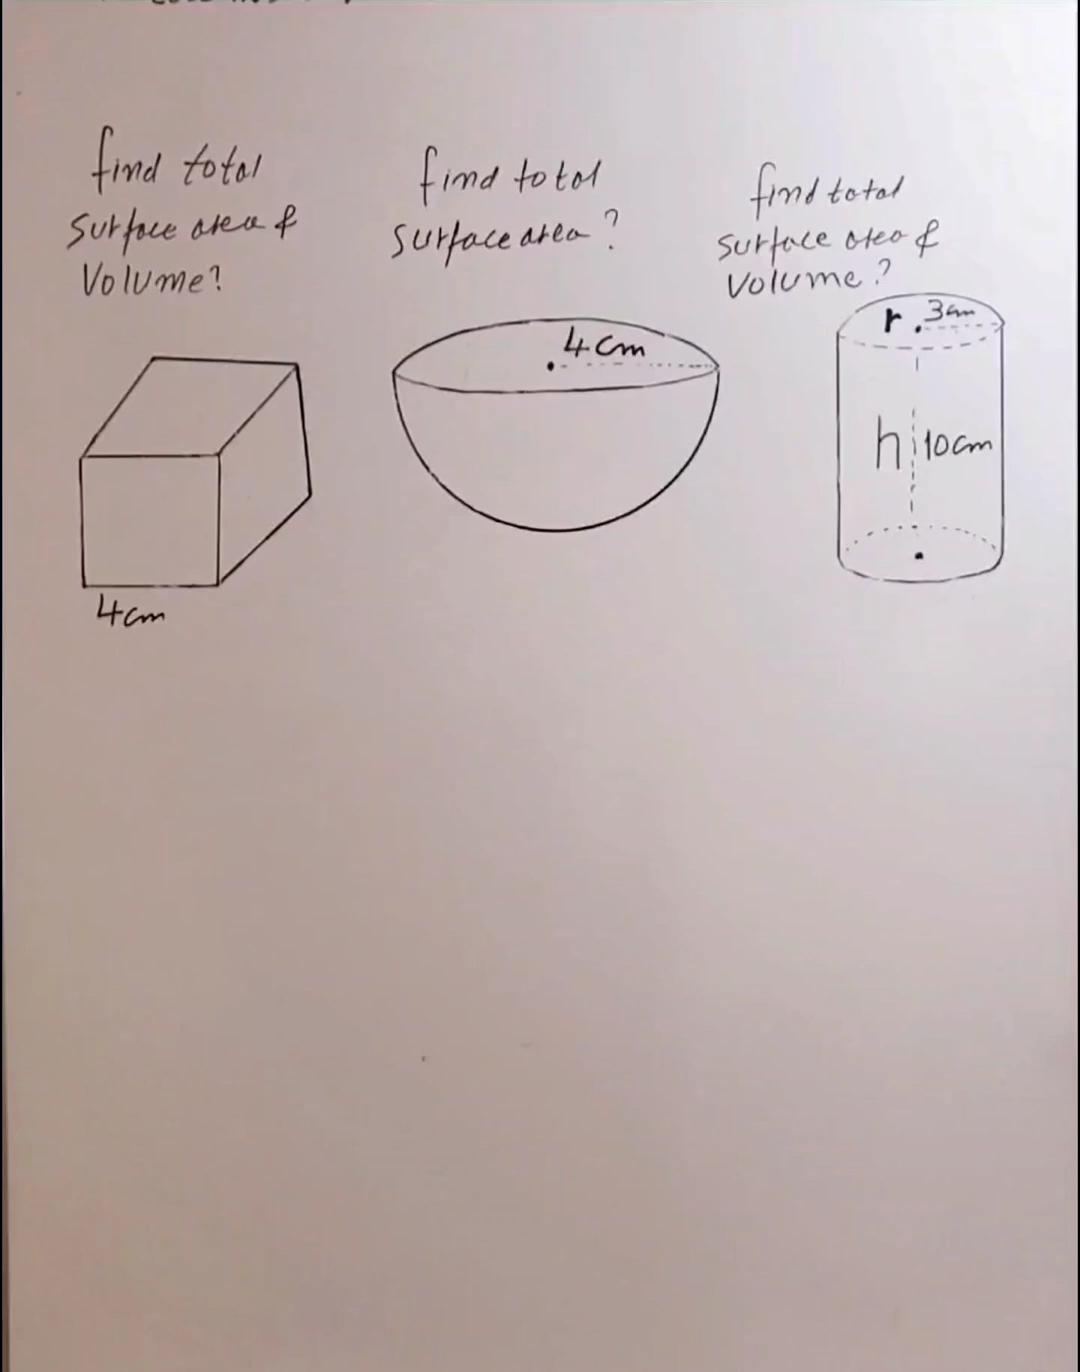 find total
surface area &
Volume?
find total
surface area?
find total
surface area &
Volume?
4cm
4cm
r 3cm
h 10cm